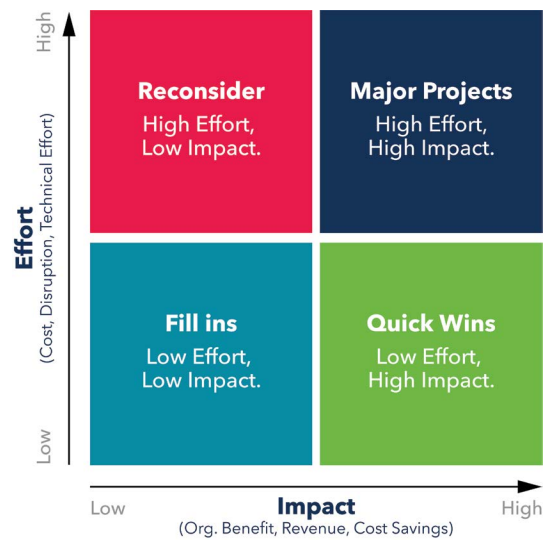 High
Reconsider
High Effort,
Low Impact.
Major Projects
High Effort,
High Impact.
Effort
(Cost, Disruption, Technical Effort)
Fill ins
Low Effort,
Low Impact.
Quick Wins
Low Effort,
High Impact.
Low
Low
Impact
High
(Org. Benefit, Revenue, Cost Savings)